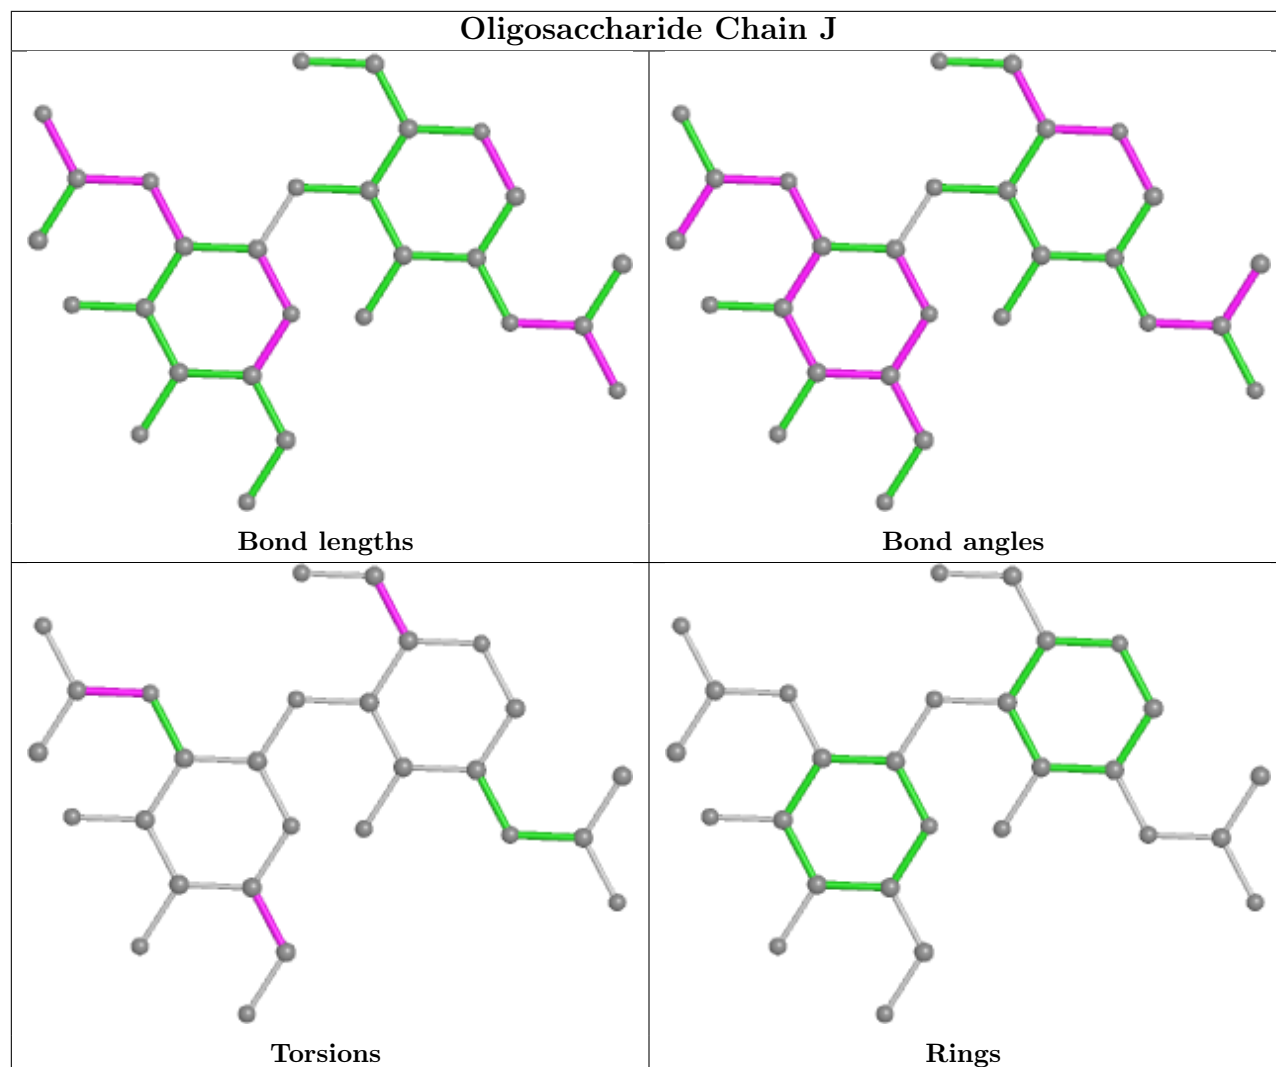 Oligosaccharide Chain J
Bond lengths
Bond angles
Torsions
Rings